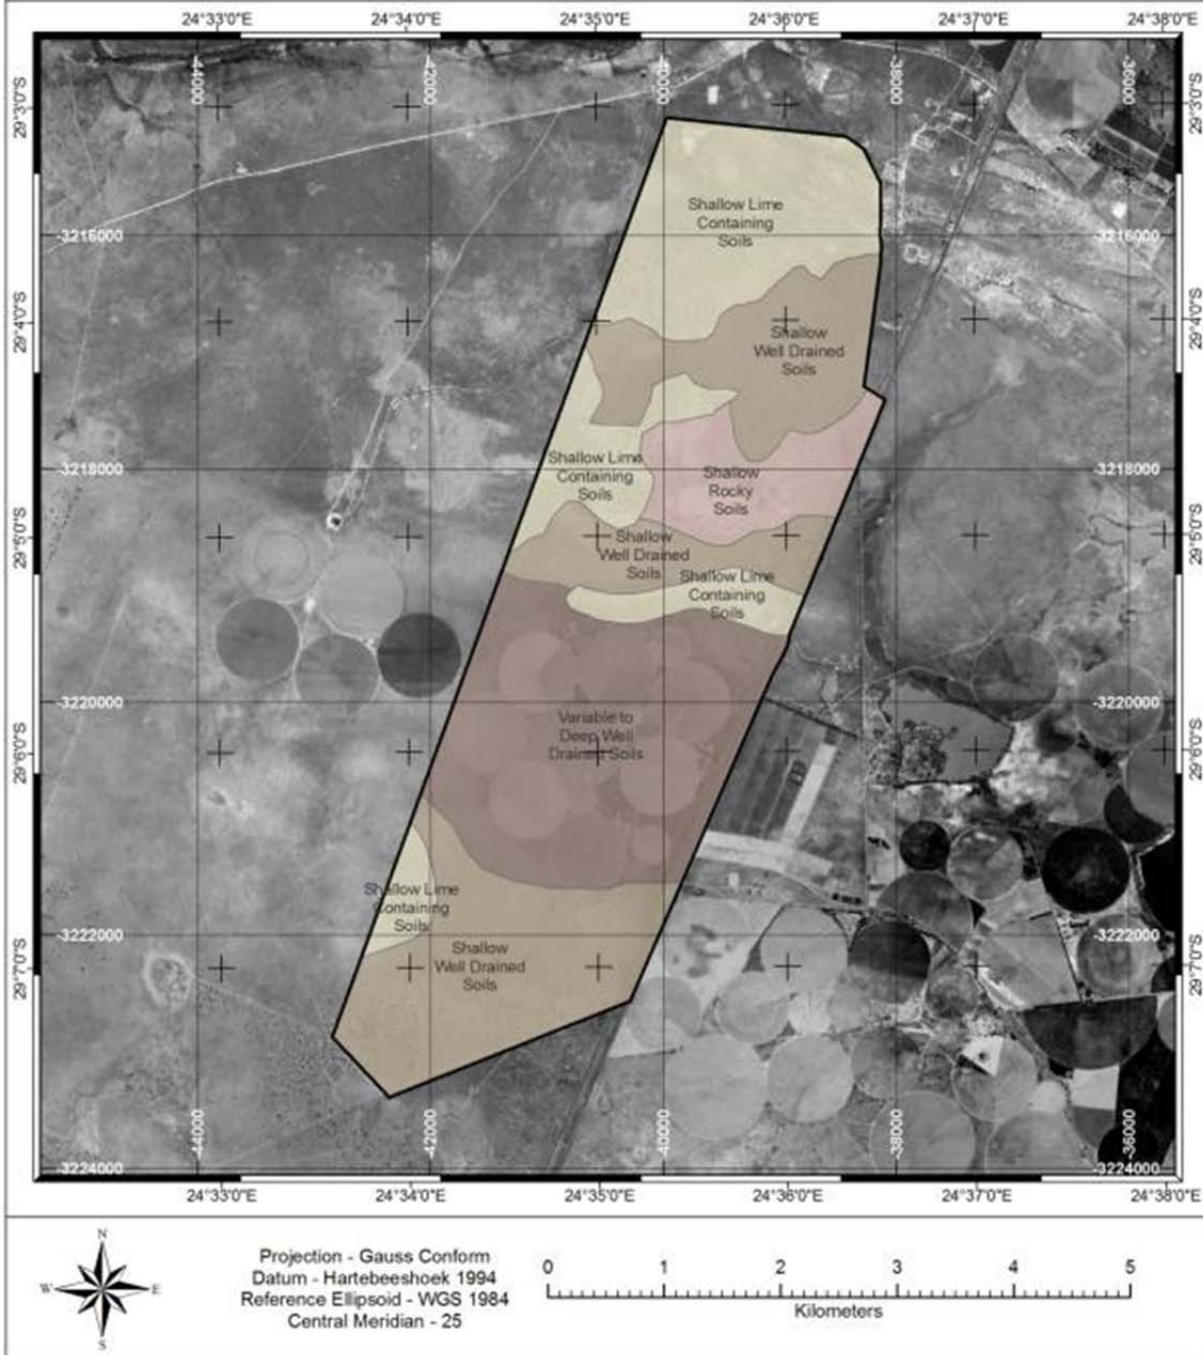 24°33'0"E 24°34'0"E 24°35'0"E 24°36'0"E 24°37'0"E 24°38'0"E
44000 42000 40000 -38000 -36000
29°3'0"S 29°3'0"S
Shallow Lime
Containing
Soils
-3216000 -3216000
29°4'0"S 29°4'0"S
Shallow
Well Drained
Soils
Shallow Lime
Containing
Soils
-3218000 -3218000
Shallow
Rocky
Soils
29°5'0"S 29°5'0"S
Shallow
Well Drained
Soils
Shallow Lime
Containing
Soils
-3220000 -3220000
Variable to
Deep Well
Drained Soils
29°6'0"S 29°6'0"S
Shallow Lime
Containing
Soils
-3222000 -3222000
Shallow
Well Drained
Soils
29°7'0"S 29°7'0"S
-44000 -42000 -40000 -38000 -36000
-3224000 -3224000
24°33'0"E 24°34'0"E 24°35'0"E 24°36'0"E 24°37'0"E 24°38'0"E
N
W E
S
Projection - Gauss Conform
Datum - Hartebeeshoek 1994
Reference Ellipsoid - WGS 1984
Central Meridian - 25
0 1 2 3 4 5
Kilometers